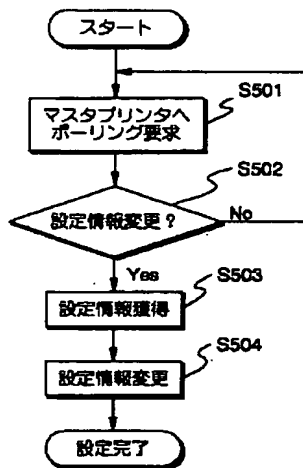 スタート
S501
マスタプリンタへ
ポーリング要求
S502
設定情報変更？
No
Yes
S503
設定情報獲得
S504
設定情報変更
設定完了